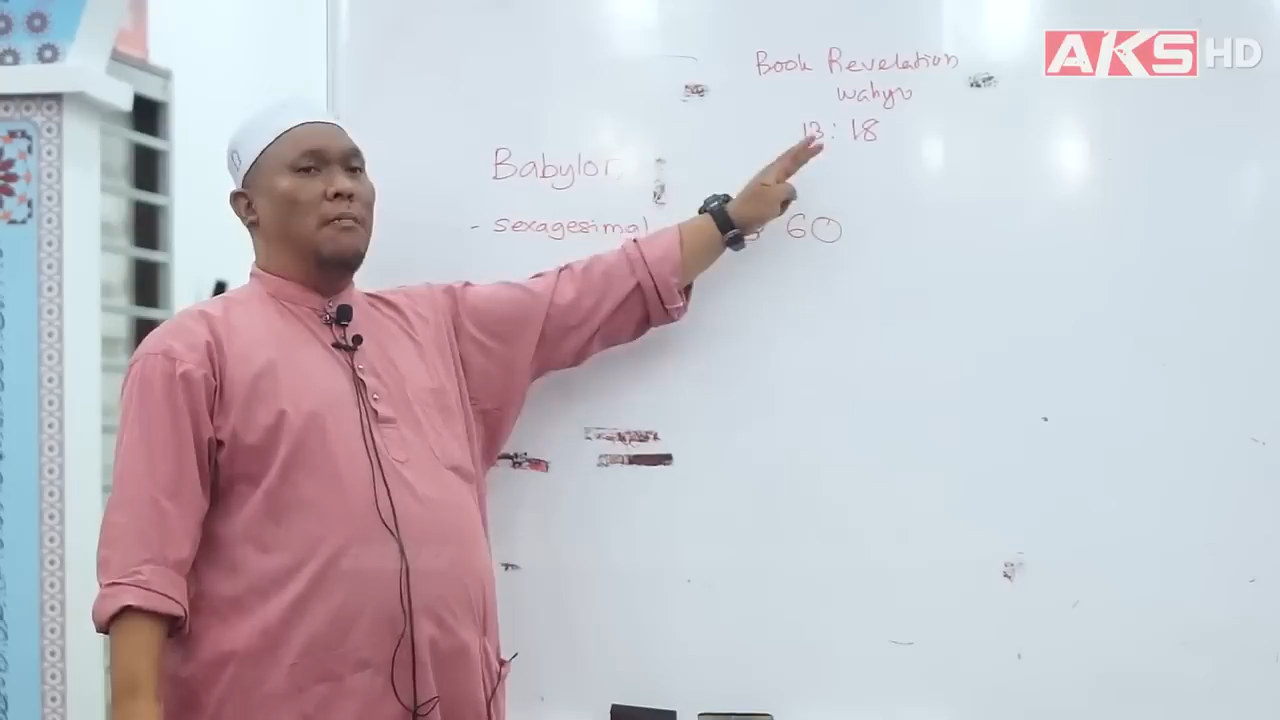 AKS HD
Book Revelation
wahyu
13 : 18
Babylon
- sexagesimal 60